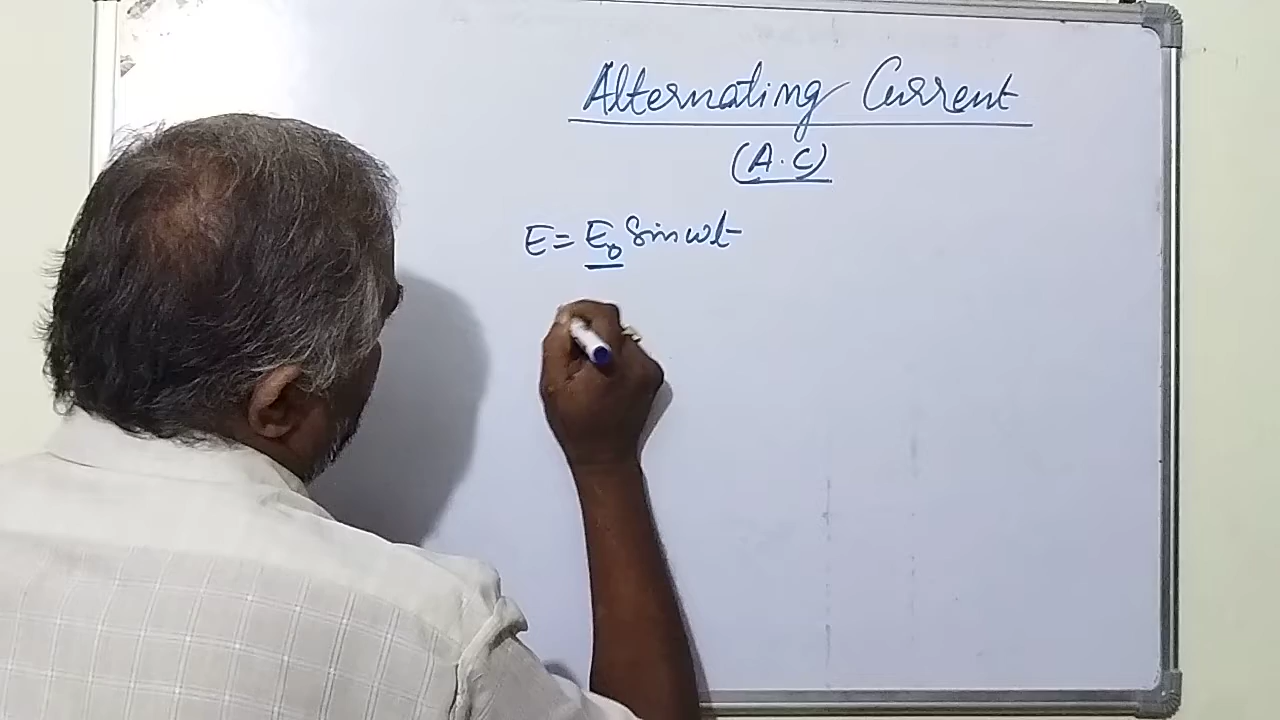 Alternating Current
(A.C)
E = E₀ Sin ωt